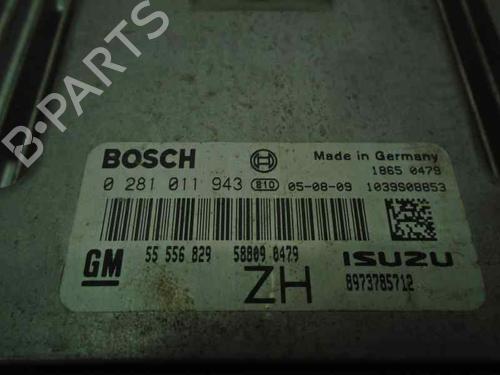 B-PARTS
BOSCH Made in Germany
1865 0479
0 281 011 943 810 05-08-09 1039S08853
GM 55 556 829 58809 0479 ISUZU
ZH 8973785712